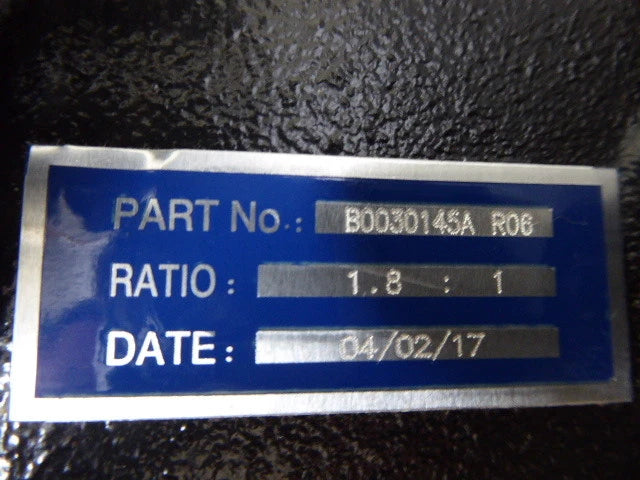 PART No.: B0030145A R06
RATIO: 1.8 : 1
DATE: 04/02/17